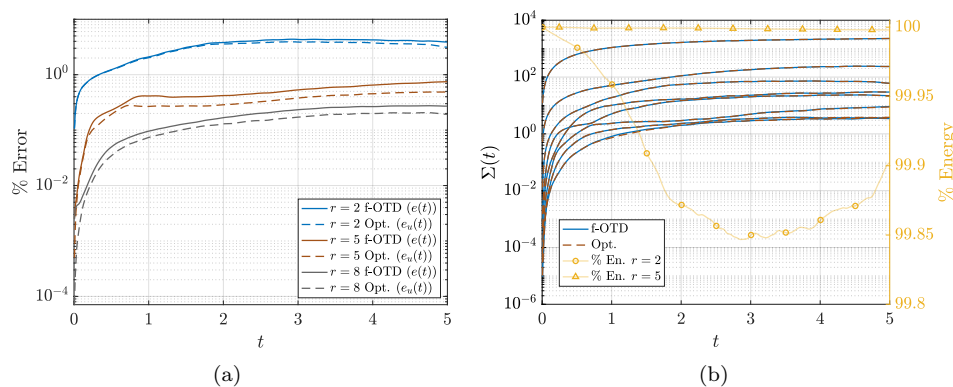 % Error
10^0
10^-2
10^-4
0 1 2 3 4 5
t
r = 2 f-OTD (e(t))
r = 2 Opt. (e_u(t))
r = 5 f-OTD (e(t))
r = 5 Opt. (e_u(t))
r = 8 f-OTD (e(t))
r = 8 Opt. (e_u(t))
(a)
Σ(t)
10^4
10^2
10^0
10^-2
10^-4
10^-6
0 1 2 3 4 5
t
f-OTD
Opt.
% En. r = 2
% En. r = 5
100
99.95
99.9
99.85
99.8
% Energy
(b)